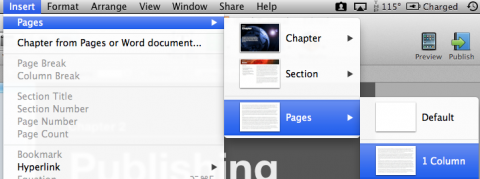 Insert Format Arrange View Window Share Help 115° Charged
Pages
Chapter from Pages or Word document...
Page Break
Column Break
Section Title
Section Number
Page Number
Page Count
Bookmark
Hyperlink
Chapter
Section
Pages
Default
1 Column
Preview Publish
Publishing